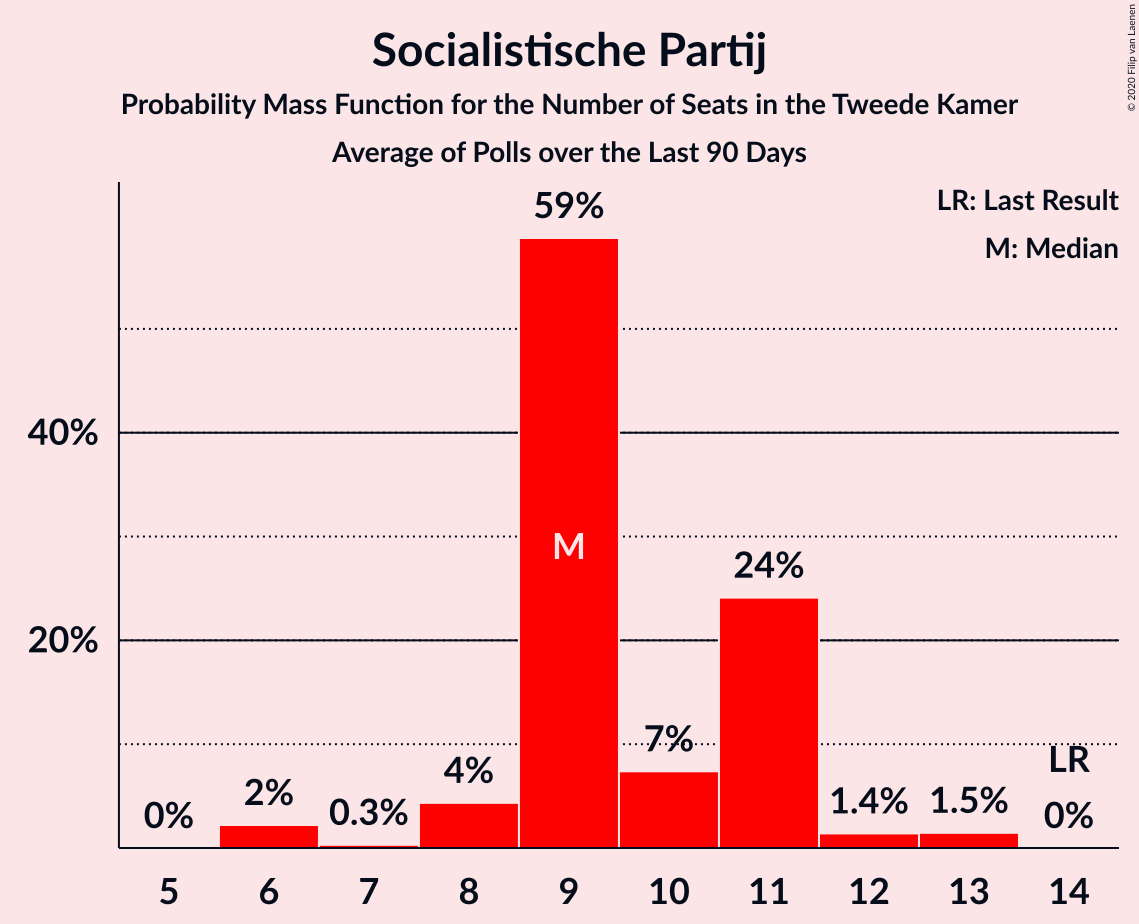 Socialistische Partij
Probability Mass Function for the Number of Seats in the Tweede Kamer
Average of Polls over the Last 90 Days
© 2020 Filip van Laenen
LR: Last Result
M: Median
59%
40%
M
24%
20%
7%
LR
4%
2%
0.3%
1.4%
1.5%
0%
0%
5 6 7 8 9 10 11 12 13 14